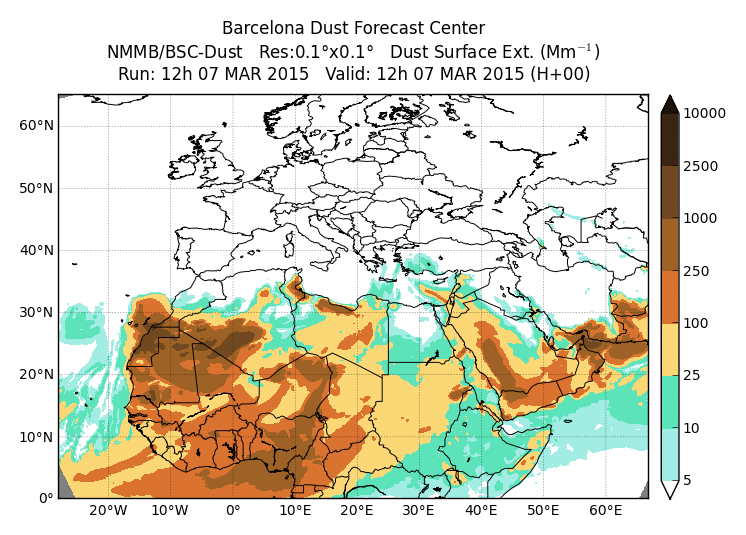 Barcelona Dust Forecast Center
NMMB/BSC-Dust   Res:0.1°x0.1°   Dust Surface Ext. (Mm⁻¹)
Run: 12h 07 MAR 2015   Valid: 12h 07 MAR 2015 (H+00)
60°N
50°N
40°N
30°N
20°N
10°N
0°
20°W
10°W
0°
10°E
20°E
30°E
40°E
50°E
60°E
10000
2500
1000
250
100
25
10
5